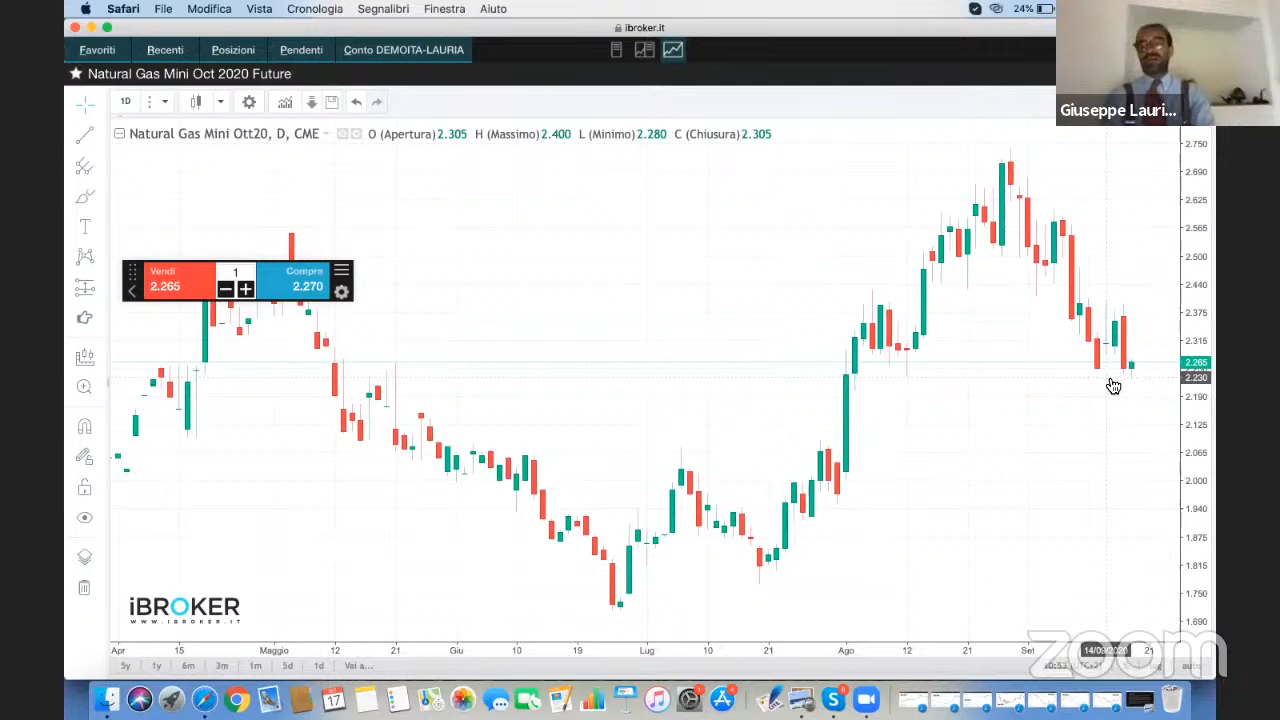 Safari File Modifica Vista Cronologia Segnalibri Finestra Aiuto 24%
ibroker.it
Favoriti Recenti Posizioni Pendenti Conto DEMOITA-LAURIA
Natural Gas Mini Oct 2020 Future
Giuseppe Lauri...
1D
Natural Gas Mini Ott20, D, CME O (Apertura) 2.305 H (Massimo) 2.400 L (Minimo) 2.280 C (Chiusura) 2.305
Vendi 1 Compra
2.265 2.270
2.750
2.690
2.625
2.565
2.500
2.440
2.375
2.315
2.265
2.230
2.190
2.125
2.065
2.000
1.940
1.875
1.815
1.750
1.690
iBROKER
WWW.IBROKER.IT
Apr 15 Maggio 12 21 Giu 10 19 Lug 10 21 Ago 12 21 Set 14/09/2020 21
5y 1y 6m 3m 1m 5d 1d Vai a... auto
zoom
17